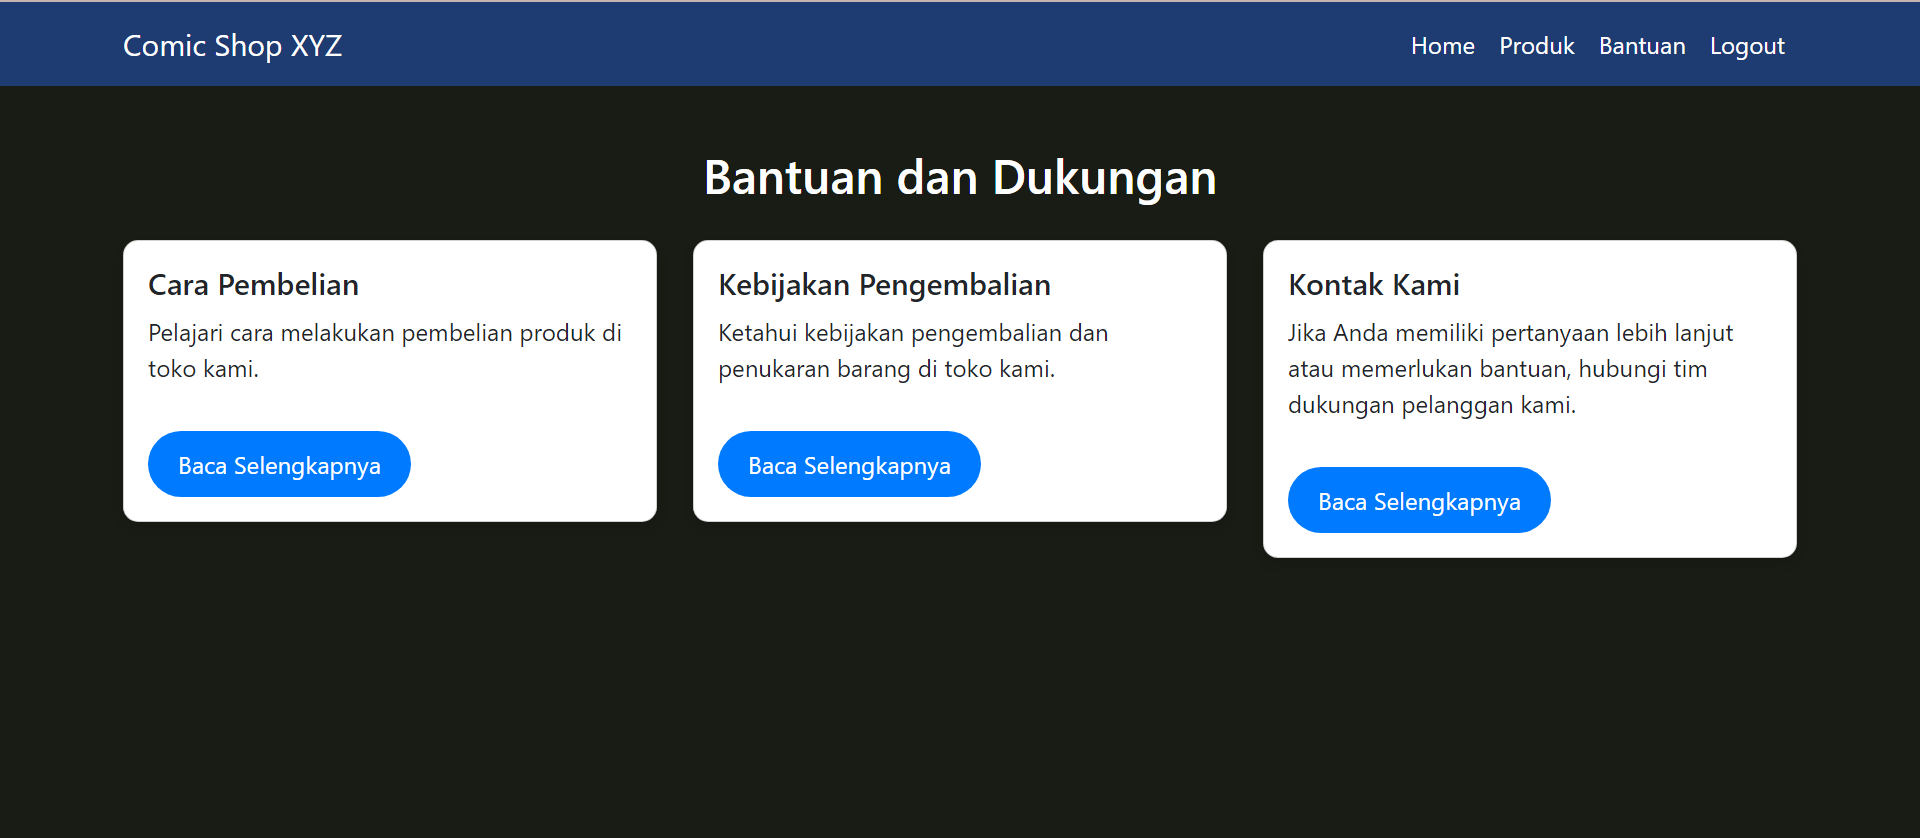 Comic Shop XYZ
Home Produk Bantuan Logout
Bantuan dan Dukungan
Cara Pembelian
Pelajari cara melakukan pembelian produk di
toko kami.
Baca Selengkapnya
Kebijakan Pengembalian
Ketahui kebijakan pengembalian dan
penukaran barang di toko kami.
Baca Selengkapnya
Kontak Kami
Jika Anda memiliki pertanyaan lebih lanjut
atau memerlukan bantuan, hubungi tim
dukungan pelanggan kami.
Baca Selengkapnya